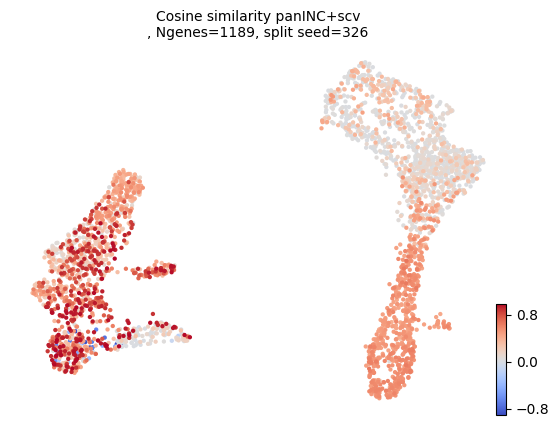 Cosine similarity panINC+scv
, Ngenes=1189, split seed=326
0.8
0.0
−0.8